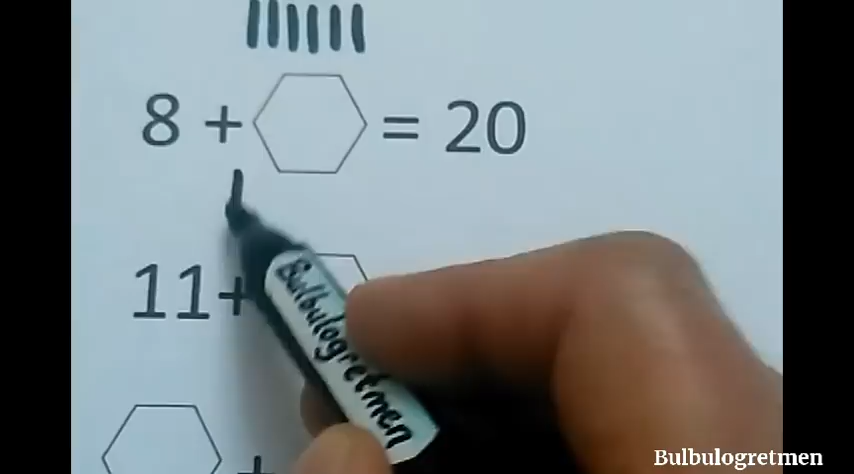 8 + = 20
11+
Bulbulogretmen
+
Bulbulogretmen